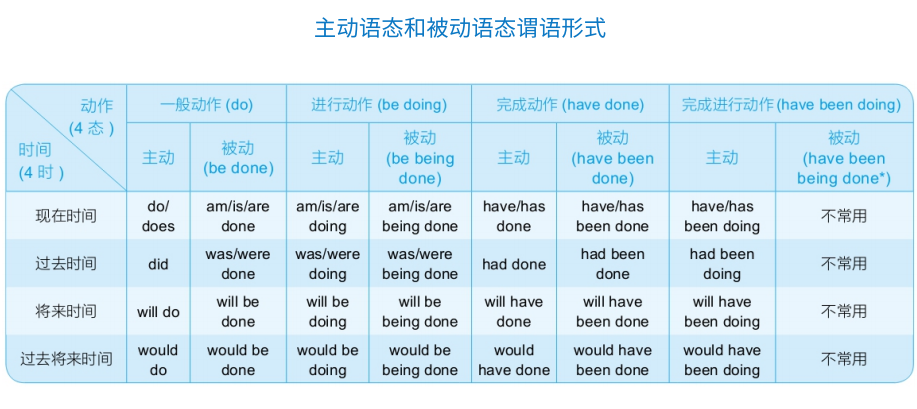 主动语态和被动语态谓语形式
动作
(4 态 )
时间
(4 时 )
一般动作 (do)
进行动作 (be doing)
完成动作 (have done)
完成进行动作 (have been doing)
主动
被动
(be done)
主动
被动
(be being
done)
主动
被动
(have been
done)
主动
被动
(have been
being done*)
现在时间
do/
does
am/is/are
done
am/is/are
doing
am/is/are
being done
have/has
done
have/has
been done
have/has
been doing
不常用
过去时间
did
was/were
done
was/were
doing
was/were
being done
had done
had been
done
had been
doing
不常用
将来时间
will do
will be
done
will be
doing
will be
being done
will have
done
will have
been done
will have
been doing
不常用
过去将来时间
would
do
would be
done
would be
doing
would be
being done
would
have done
would have
been done
would have
been doing
不常用